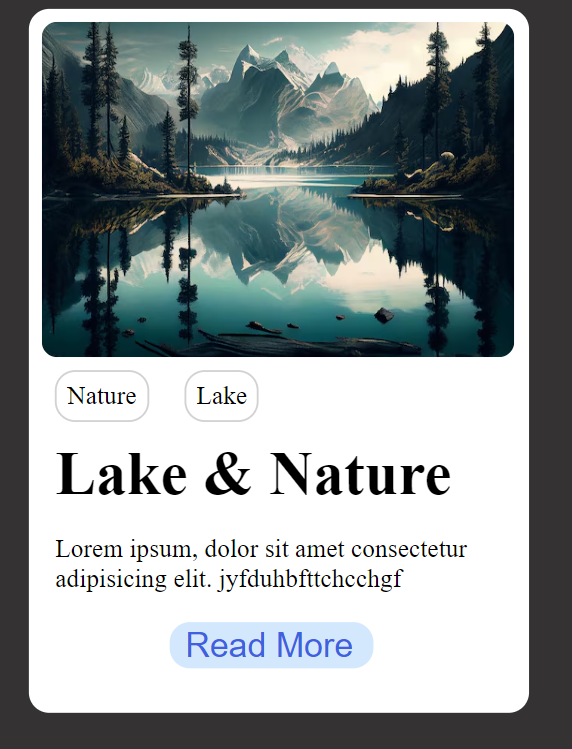 Nature
Lake
Lake & Nature
Lorem ipsum, dolor sit amet consectetur
adipisicing elit. jyfduhbfttchcchgf
Read More